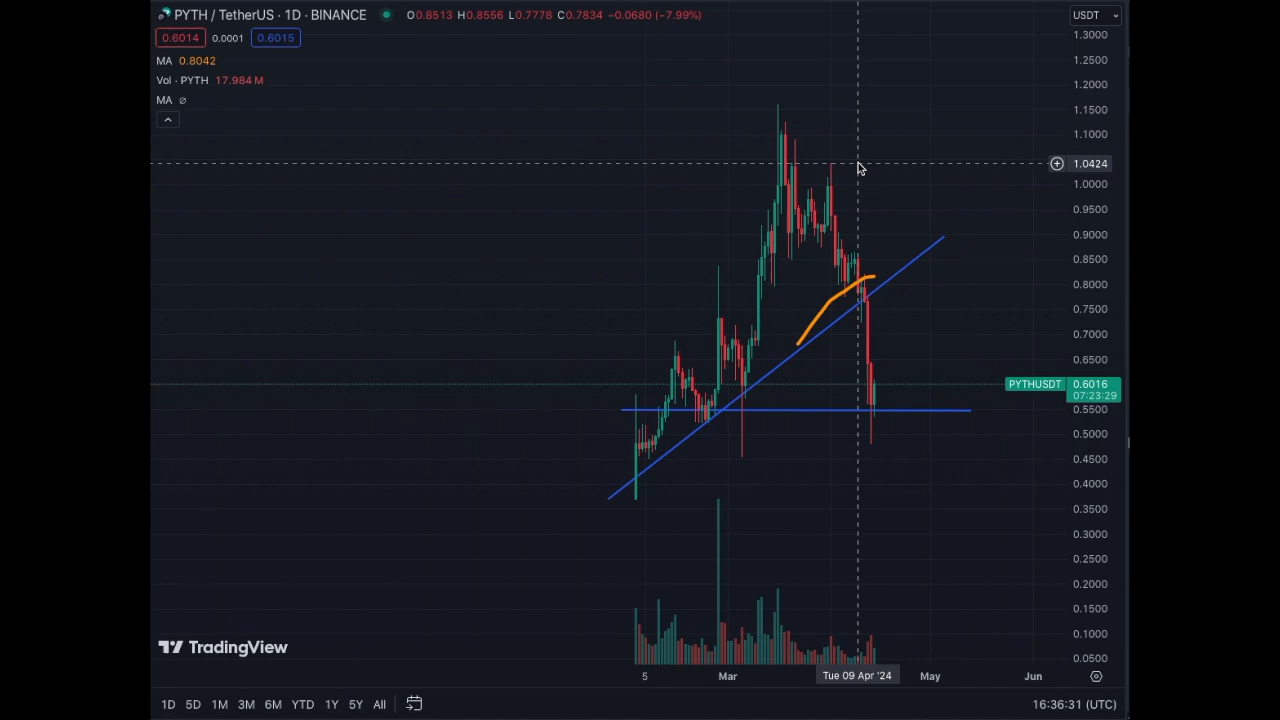 PYTH / TetherUS · 1D · BINANCE O0.8513 H0.8556 L0.7778 C0.7834 −0.0680 (−7.99%)
0.6014 0.0001 0.6015
MA 0.8042
Vol · PYTH 17.984 M
MA ∅
USDT
1.3000
1.2500
1.2000
1.1500
1.1000
1.0424
1.0000
0.9500
0.9000
0.8500
0.8000
0.7500
0.7000
0.6500
PYTHUSDT 0.6016
07:23:29
0.5500
0.5000
0.4500
0.4000
0.3500
0.3000
0.2500
0.2000
0.1500
0.1000
0.0500
TradingView
5 Mar Tue 09 Apr '24 May Jun
1D 5D 1M 3M 6M YTD 1Y 5Y All 16:36:31 (UTC)